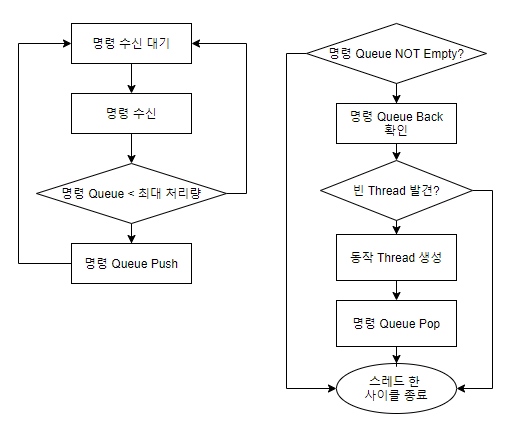 명령 수신 대기
명령 수신
명령 Queue < 최대 처리량
명령 Queue Push
명령 Queue NOT Empty?
명령 Queue Back
확인
빈 Thread 발견?
동작 Thread 생성
명령 Queue Pop
스레드 한
사이클 종료